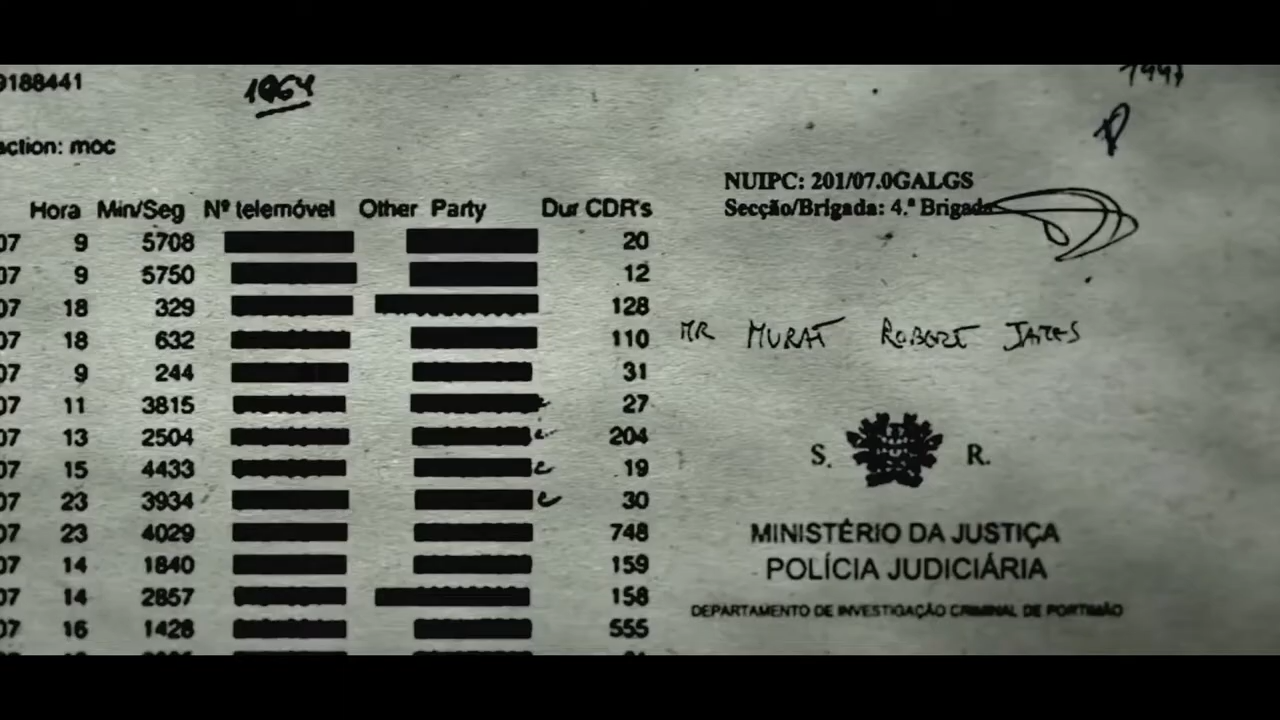 9188441
1064
1997
action: moc
NUIPC: 201/07.0GALGS
Secção/Brigada: 4.ª Brigada
Hora Min/Seg Nº telemóvel Other Party Dur CDR's
07 9 5708 20
07 9 5750 12
07 18 329 128
07 18 632 110
07 9 244 31
07 11 3815 27
07 13 2504 204
07 15 4433 19
07 23 3934 30
07 23 4029 748
07 14 1840 159
07 14 2857 158
07 16 1428 555
MR MURAT ROBERT JAMES
S. R.
MINISTÉRIO DA JUSTIÇA
POLÍCIA JUDICIÁRIA
DEPARTAMENTO DE INVESTIGAÇÃO CRIMINAL DE PORTIMÃO